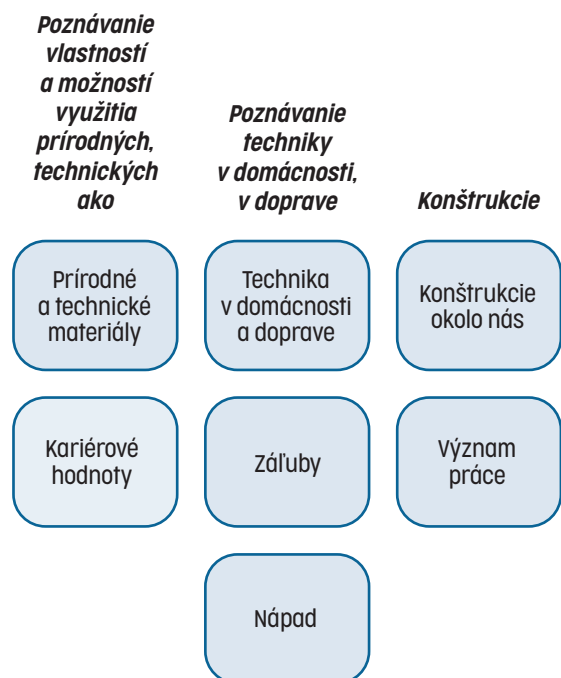 Poznávanie
vlastností
a možností
využitia
prírodných,
technických
ako
Poznávanie
techniky
v domácnosti,
v doprave
Konštrukcie
Prírodné
a technické
materiály
Technika
v domácnosti
a doprave
Konštrukcie
okolo nás
Kariérové
hodnoty
Záľuby
Význam
práce
Nápad